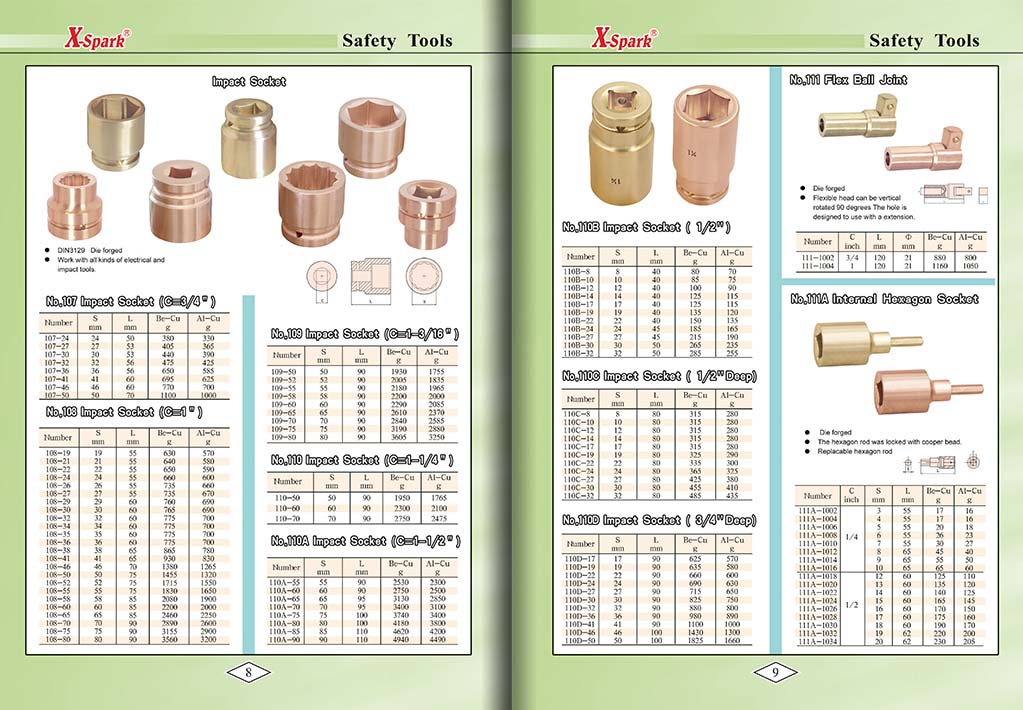 X-Spark®
Safety Tools
Impact Socket
● DIN3129 Die forged
● Work with all kinds of electrical and
impact tools.
C L S
No,107 Impact Socket (C=3/4")
Number S mm L mm Be-Cu g Al-Cu g
107-24 24 50 380 330
107-27 27 53 405 365
107-30 30 53 440 390
107-32 32 56 475 425
107-36 36 56 650 585
107-41 41 60 695 625
107-46 46 60 770 700
107-50 50 70 1100 1000
No,108 Impact Socket (C=1")
Number S mm L mm Be-Cu g Al-Cu g
108-19 19 55 630 570
108-21 21 55 650 580
108-22 22 55 650 590
108-24 24 55 660 600
108-26 26 55 735 660
108-27 27 55 735 670
108-29 29 60 760 690
108-30 30 60 765 690
108-32 32 60 775 700
108-34 34 60 775 700
108-35 35 60 775 700
108-36 36 60 775 700
108-38 38 65 865 780
108-41 41 65 930 830
108-46 46 70 1380 1265
108-50 50 75 1455 1320
108-52 52 75 1715 1550
108-55 55 75 1830 1650
108-58 58 85 2080 1900
108-60 60 85 2200 2000
108-65 65 85 2460 2250
108-70 70 90 2890 2600
108-75 75 90 3155 2900
108-80 80 90 3560 3200
No,109 Impact Socket (C=1-3/16")
Number S mm L mm Be-Cu g Al-Cu g
109-50 50 90 1930 1755
109-52 52 90 2005 1835
109-55 55 90 2180 1965
109-58 58 90 2200 2000
109-60 60 90 2290 2085
109-65 65 90 2610 2370
109-70 70 90 2840 2585
109-75 75 90 3190 2880
109-80 80 90 3605 3250
No,110 Impact Socket (C=1-1/4")
Number S mm L mm Be-Cu g Al-Cu g
110-50 50 90 1950 1765
110-60 60 90 2300 2100
110-70 70 90 2750 2475
No,110A Impact Socket (C=1-1/2")
Number S mm L mm Be-Cu g Al-Cu g
110A-55 55 90 2530 2300
110A-60 60 90 2750 2500
110A-65 65 90 3130 2850
110A-70 70 95 3400 3100
110A-75 75 100 3740 3400
110A-80 80 100 4180 3800
110A-85 85 110 4620 4200
110A-90 90 110 4940 4490
8
X-Spark®
Safety Tools
No,110B Impact Socket ( 1/2")
Number S mm L mm Be-Cu g Al-Cu g
110B-8 8 40 80 70
110B-10 10 40 85 75
110B-12 12 40 100 90
110B-14 14 40 125 115
110B-17 17 40 125 115
110B-19 19 40 135 120
110B-22 22 40 150 135
110B-24 24 45 185 165
110B-27 27 45 215 190
110B-30 30 50 265 235
110B-32 32 50 285 255
No,110C Impact Socket ( 1/2"Deep)
Number S mm L mm Be-Cu g Al-Cu g
110C-8 8 80 315 280
110C-10 10 80 315 280
110C-12 12 80 315 280
110C-14 14 80 315 280
110C-17 17 80 315 280
110C-19 19 80 325 290
110C-22 22 80 335 300
110C-24 24 80 365 325
110C-27 27 80 425 380
110C-30 30 80 455 410
110C-32 32 80 485 435
No,110D Impact Socket ( 3/4"Deep)
Number S mm L mm Be-Cu g Al-Cu g
110D-17 17 90 625 570
110D-19 19 90 635 580
110D-22 22 90 660 600
110D-24 24 90 690 630
110D-27 27 90 715 650
110D-30 30 90 825 750
110D-32 32 90 880 800
110D-36 36 90 980 890
110D-41 41 90 1100 1000
110D-46 46 100 1430 1300
110D-50 50 100 1825 1660
No,111 Flex Ball Joint
● Die forged
● Flexible head can be vertical
rotated 90 degrees The hole is
designed to use with a extension.
Number C inch L mm Φ mm Be-Cu g Al-Cu g
111-1002 3/4 120 21 880 800
111-1004 1 120 21 1160 1050
No,111A Internal Hexagon Socket
● Die forged
● The hexagon rod was locked with cooper bead.
● Replacable hexagon rod
Number C inch S mm L mm Be-Cu g Al-Cu g
111A-1002 3 55 17 16
111A-1004 4 55 17 16
111A-1006 5 55 20 18
111A-1008 6 55 26 23
1/4
111A-1010 7 55 30 27
111A-1012 8 65 45 40
111A-1014 9 65 55 50
111A-1016 10 65 65 60
111A-1018 12 60 125 110
111A-1020 13 60 135 120
111A-1022 14 60 140 125
111A-1024 15 60 165 145
1/2
111A-1026 16 60 170 150
111A-1028 17 60 175 160
111A-1030 18 60 190 170
111A-1032 19 62 220 200
111A-1034 20 62 230 205
9